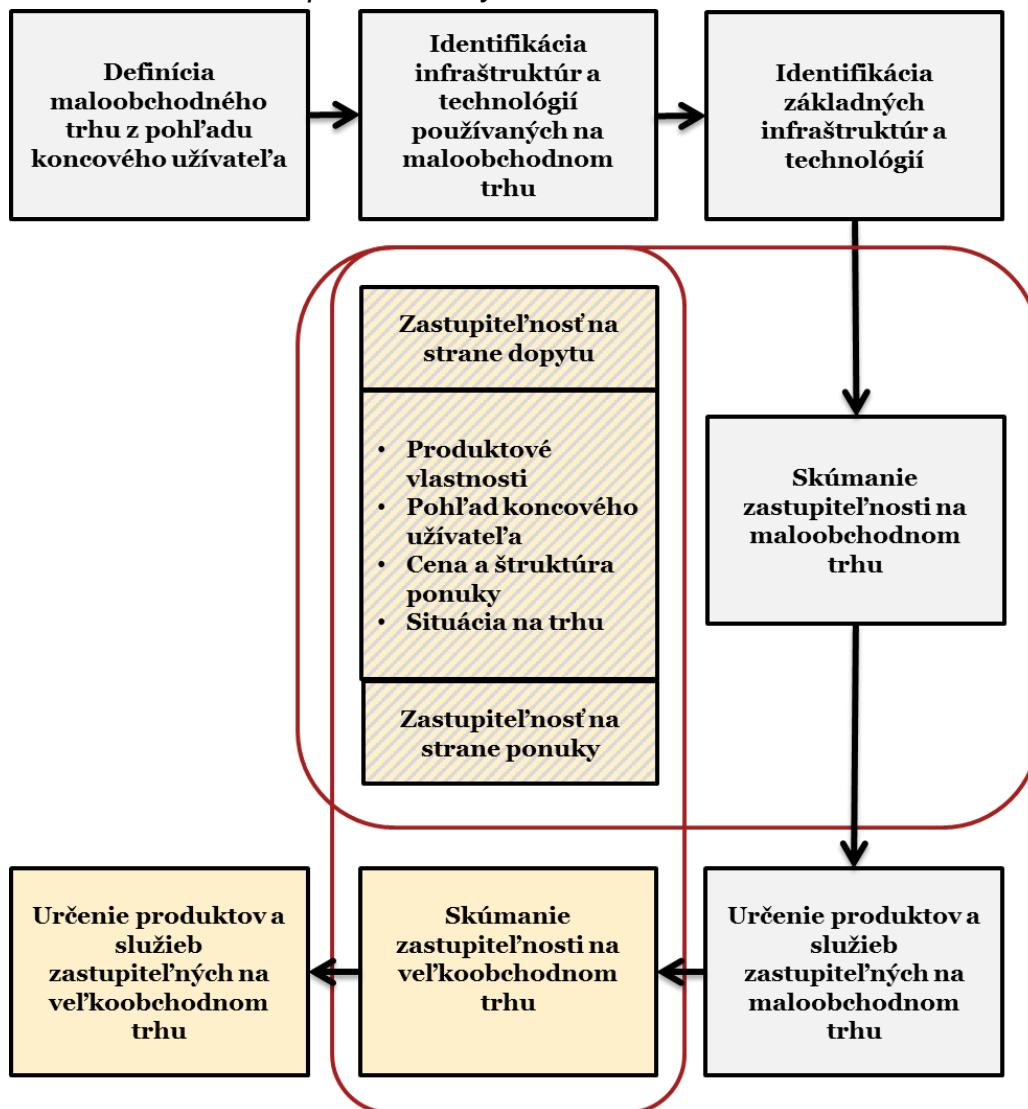 Definícia
maloobchodného
trhu z pohľadu
koncového užívateľa
Identifikácia
infraštruktúr a
technológií
používaných na
maloobchodnom
trhu
Identifikácia
základných
infraštruktúr a
technológií
Zastupiteľnosť na
strane dopytu
• Produktové
vlastnosti
• Pohľad koncového
užívateľa
• Cena a štruktúra
ponuky
• Situácia na trhu
Zastupiteľnosť na
strane ponuky
Skúmanie
zastupiteľnosti na
maloobchodnom
trhu
Určenie produktov a
služieb
zastupiteľných na
veľkoobchodnom
trhu
Skúmanie
zastupiteľnosti na
veľkoobchodnom
trhu
Určenie produktov a
služieb
zastupiteľných na
maloobchodnom
trhu